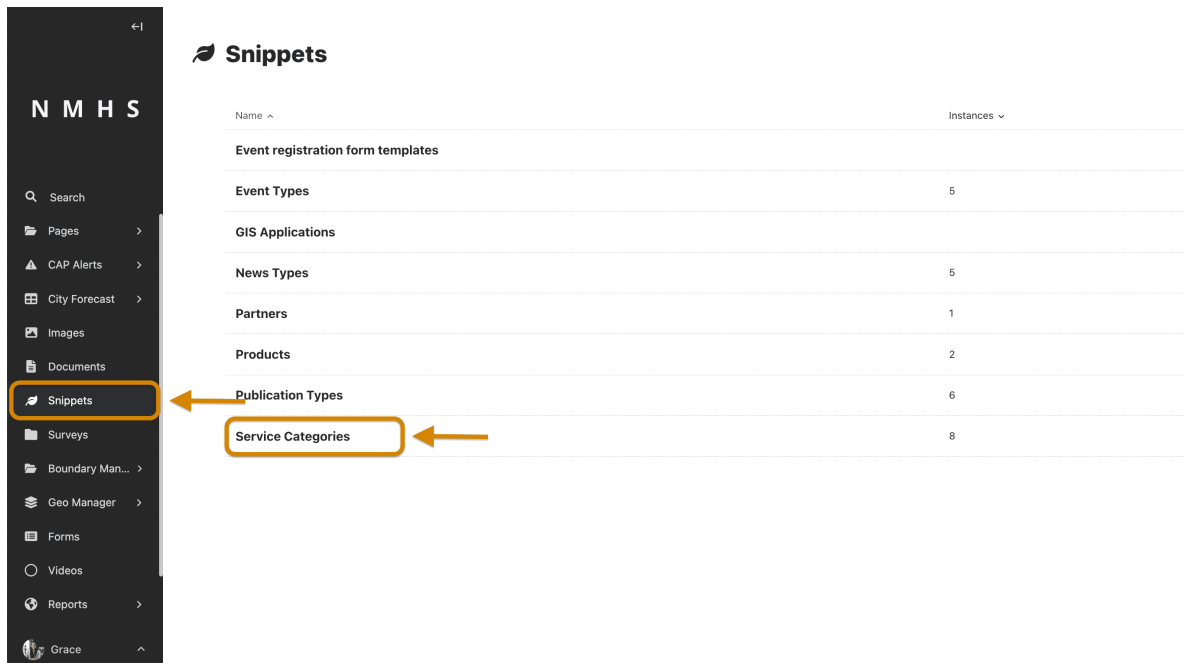 N M H S
Search
Pages
CAP Alerts
City Forecast
Images
Documents
Snippets
Surveys
Boundary Man...
Geo Manager
Forms
Videos
Reports
Grace
Snippets
Name Instances
Event registration form templates
Event Types 5
GIS Applications
News Types 5
Partners 1
Products 2
Publication Types 6
Service Categories 8